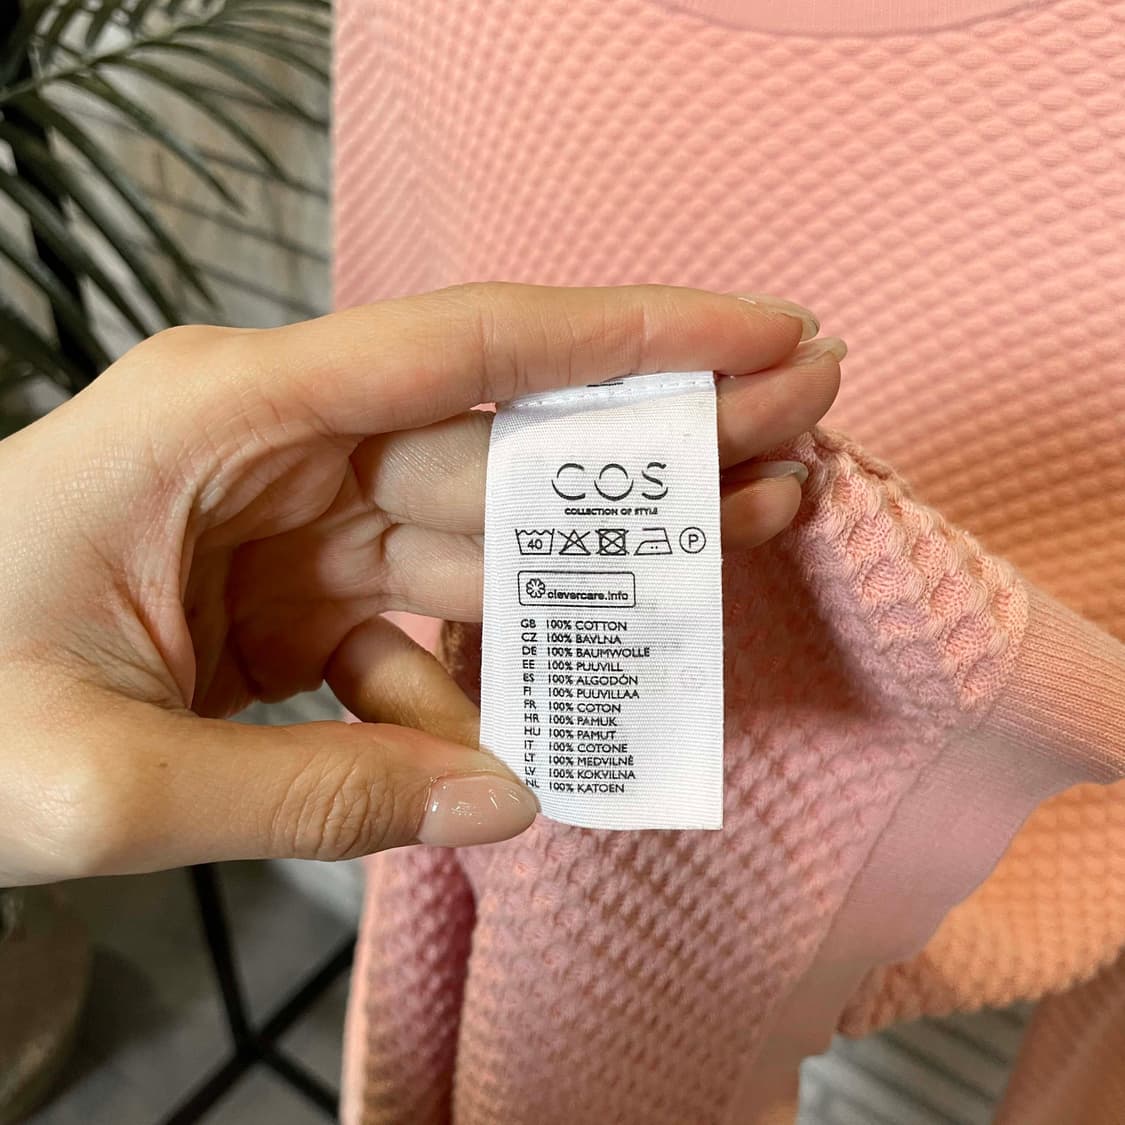 COS
COLLECTION OF STYLE
40 P
clevercare.info
GB 100% COTTON
CZ 100% BAVLNA
DE 100% BAUMWOLLE
EE 100% PUUVILL
ES 100% ALGODÓN
FI 100% PUUVILLAA
FR 100% COTON
HR 100% PAMUK
HU 100% PAMUT
IT 100% COTONE
LT 100% MEDVILNĖ
LV 100% KOKVILNA
NL 100% KATOEN